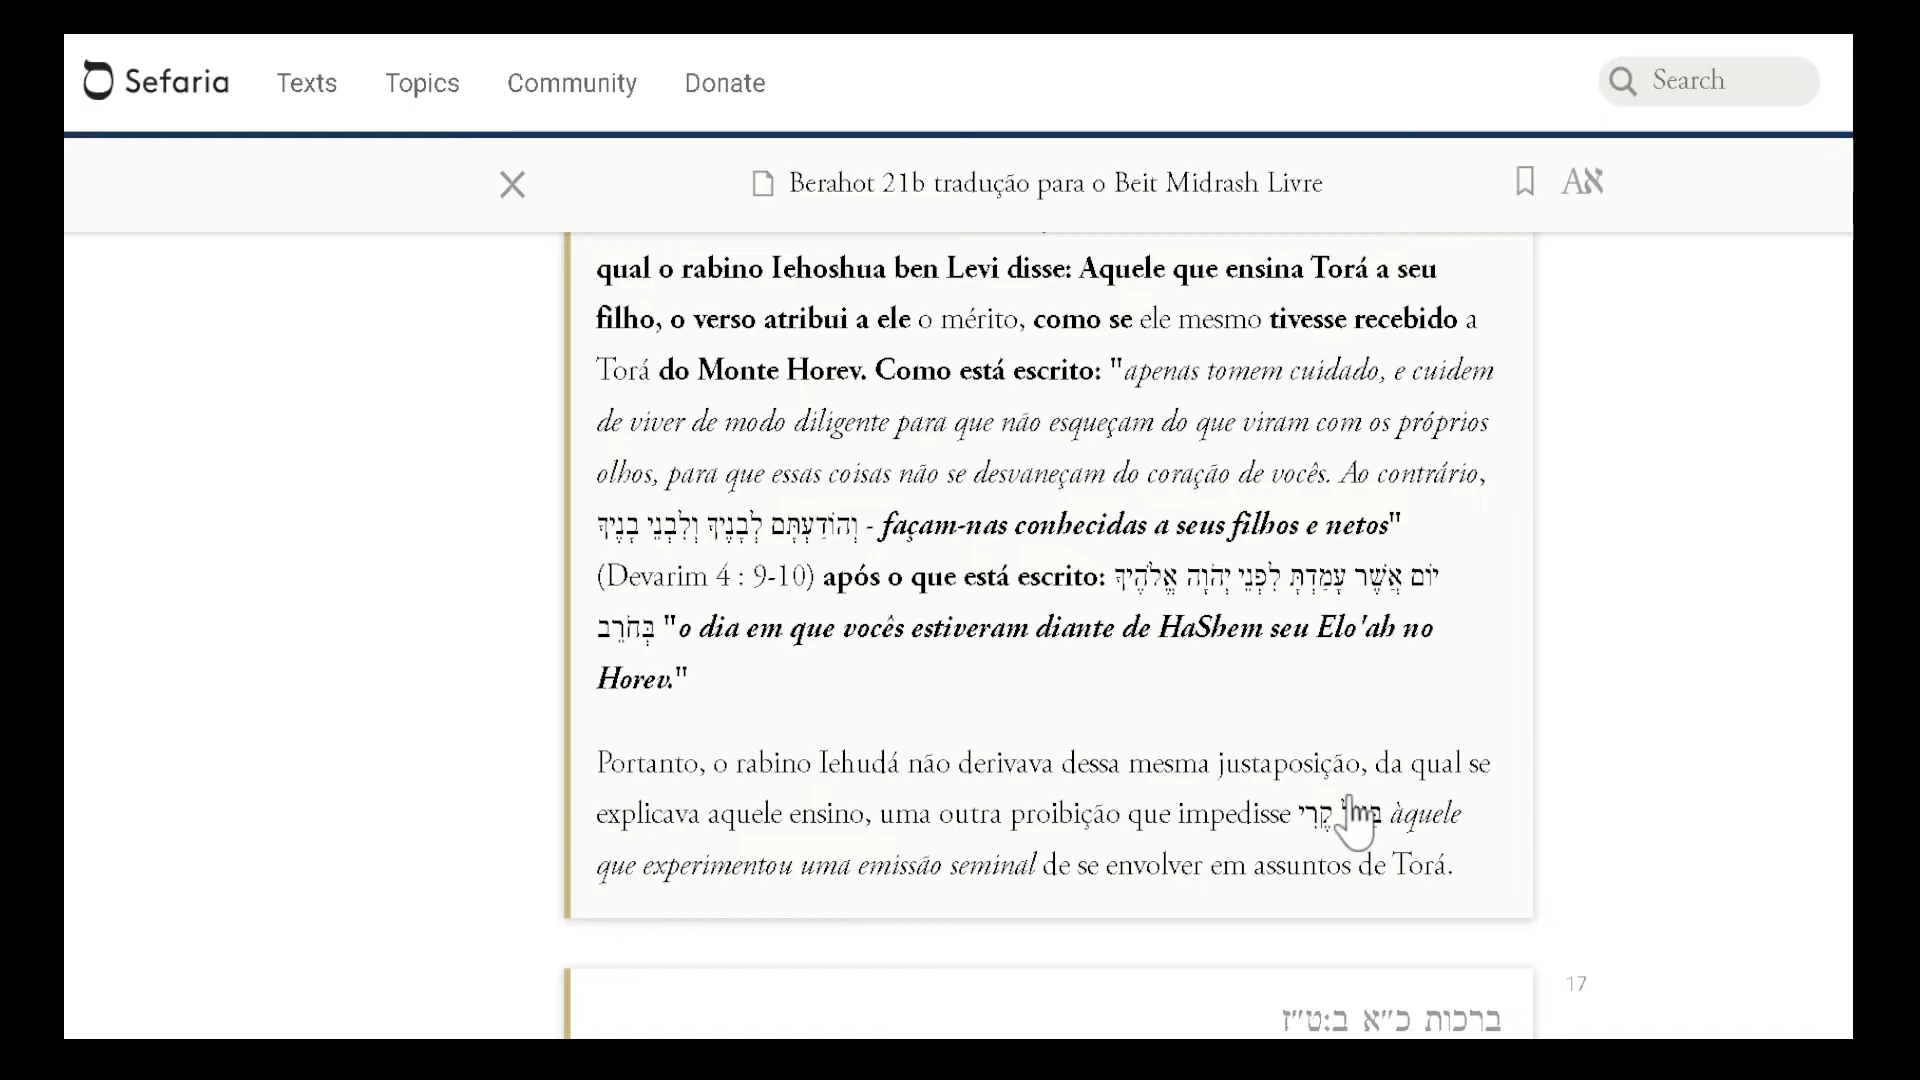 Sefaria Texts Topics Community Donate Search
Berahot 21b tradução para o Beit Midrash Livre
qual o rabino Iehoshua ben Levi disse: Aquele que ensina Torá a seu
filho, o verso atribui a ele o mérito, como se ele mesmo tivesse recebido a
Torá do Monte Horev. Como está escrito: "apenas tomem cuidado, e cuidem
de viver de modo diligente para que não esqueçam do que viram com os próprios
olhos, para que essas coisas não se desvaneçam do coração de vocês. Ao contrário,
וְהוֹדַעְתָּם לְבָנֶיךָ וְלִבְנֵי בָנֶיךָ - façam-nas conhecidas a seus filhos e netos"
(Devarim 4 : 9-10) após o que está escrito: יוֹם אֲשֶׁר עָמַדְתָּ לִפְנֵי יְהֹוָה אֱלֹהֶיךָ
בְּחֹרֵב "o dia em que vocês estiveram diante de HaShem seu Elo'ah no
Horev."
Portanto, o rabino Iehudá não derivava dessa mesma justaposição, da qual se
explicava aquele ensino, uma outra proibição que impedisse קֶרִי àquele
que experimentou uma emissão seminal de se envolver em assuntos de Torá.
17
ברכות כ״א ב:ט״ז